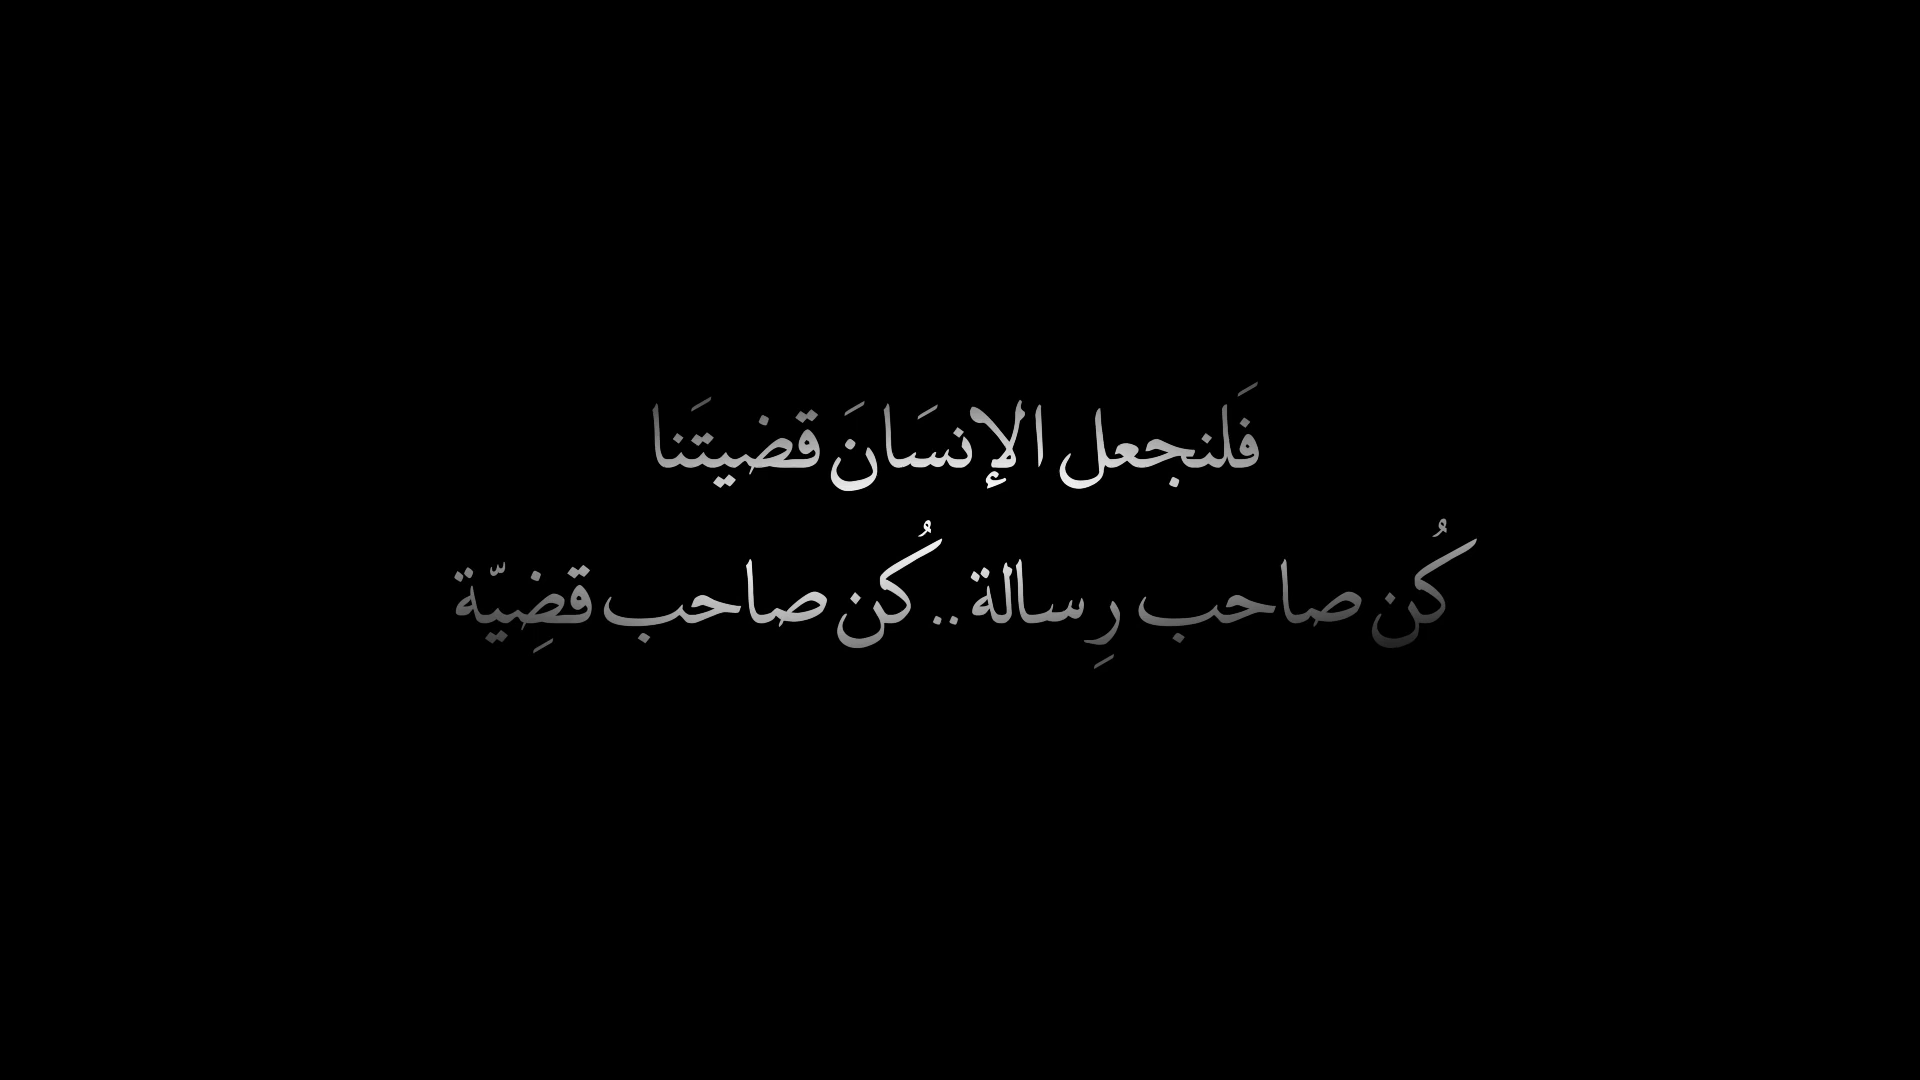 فَلنجعل الإنسَانَ قضيتَنا
كُن صاحب رِسالة .. كُن صاحب قضِيّة